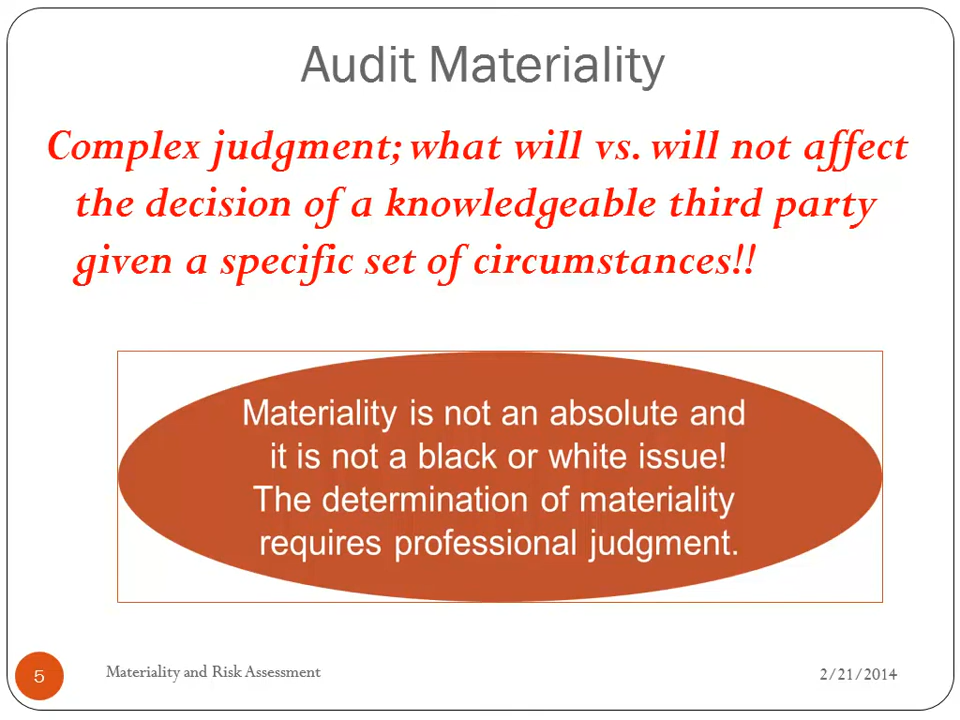 Audit Materiality
Complex judgment; what will vs. will not affect
the decision of a knowledgeable third party
given a specific set of circumstances!!
Materiality is not an absolute and
it is not a black or white issue!
The determination of materiality
requires professional judgment.
5
Materiality and Risk Assessment
2/21/2014